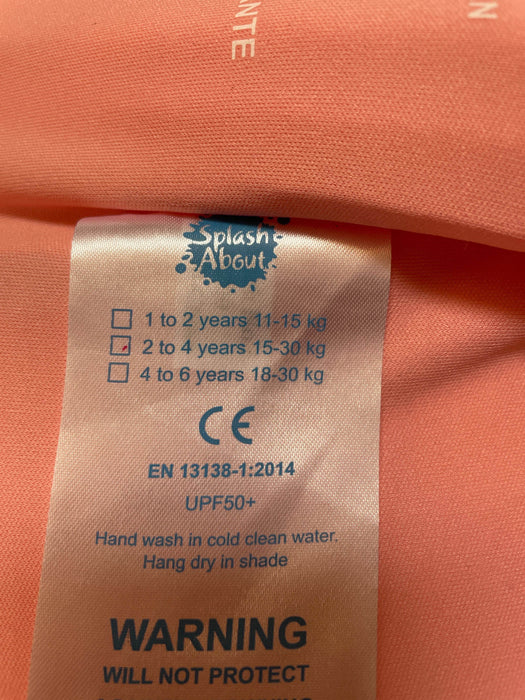 NTE
N
Splash
About
1 to 2 years 11-15 kg
2 to 4 years 15-30 kg
4 to 6 years 18-30 kg
CE
EN 13138-1:2014
UPF50+
Hand wash in cold clean water.
Hang dry in shade
WARNING
WILL NOT PROTECT